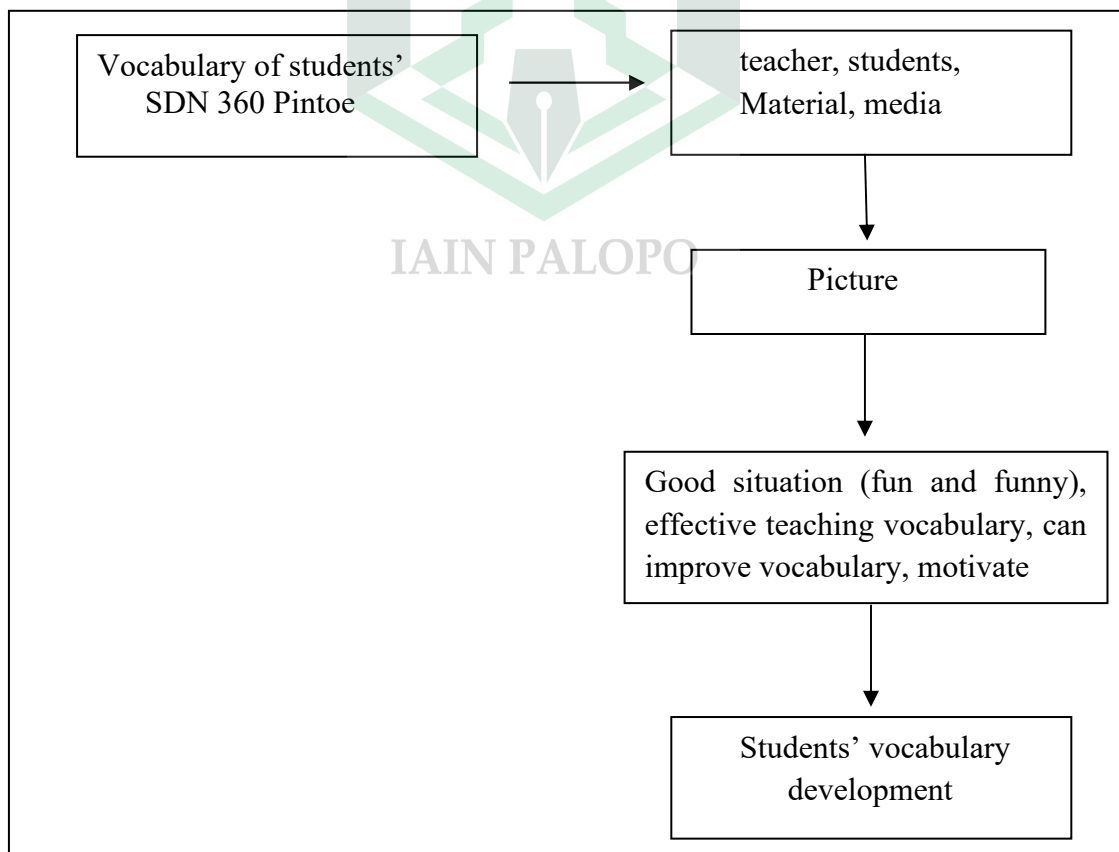 Vocabulary of students’
SDN 360 Pintoe
teacher, students,
Material, media
IAIN PALOPO
Picture
Good situation (fun and funny),
effective teaching vocabulary, can
improve vocabulary, motivate
Students’ vocabulary
development